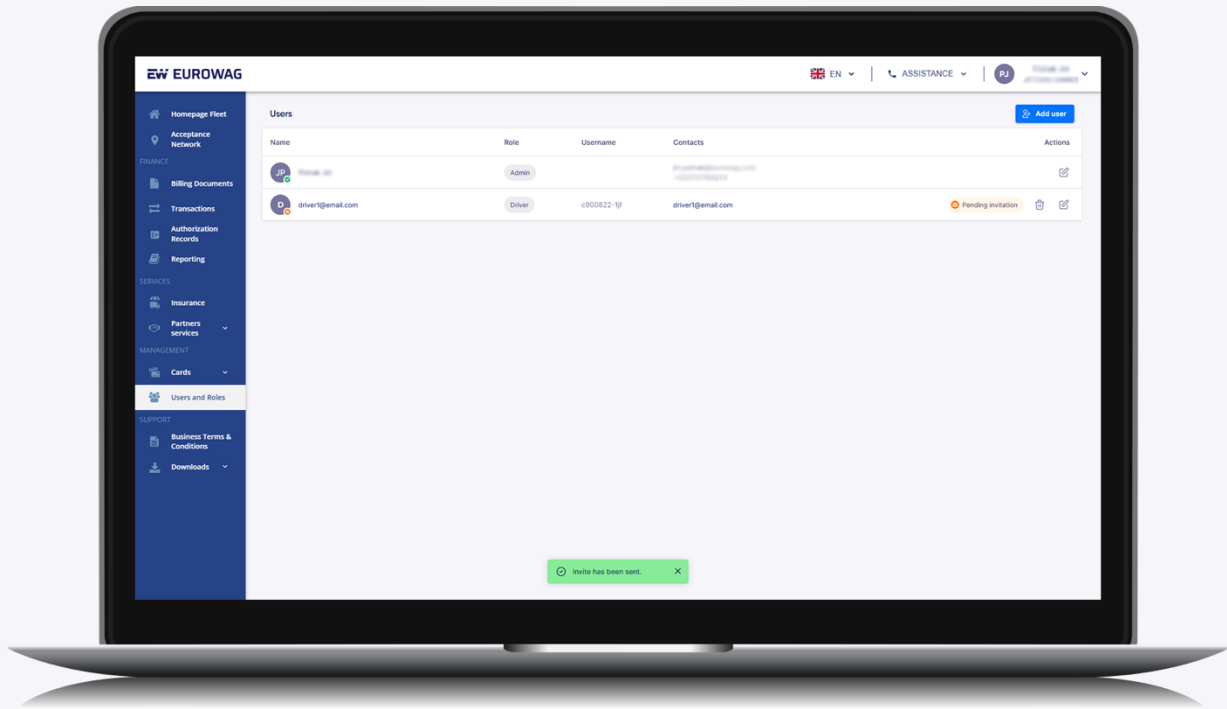 EW EUROWAG
EN
ASSISTANCE
PJ
Homepage Fleet
Acceptance
Network
FINANCE
Billing Documents
Transactions
Authorization
Records
Reporting
SERVICES
Insurance
Partners
services
MANAGEMENT
Cards
Users and Roles
SUPPORT
Business Terms &
Conditions
Downloads
Users
Add user
Name Role Username Contacts Actions
JP Admin
D driver1@email.com Driver c900822-1jf driver1@email.com Pending invitation
Invite has been sent.